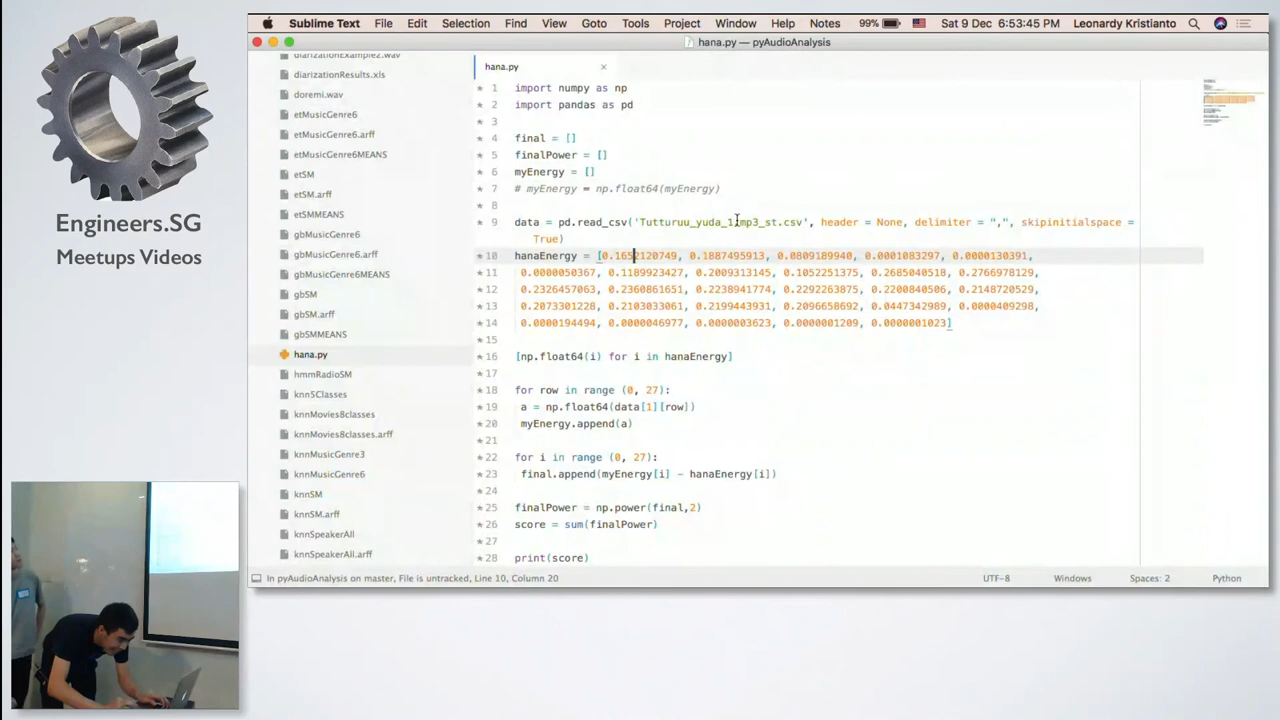 Sublime Text File Edit Selection Find View Goto Tools Project Window Help Notes 99% Sat 9 Dec 6:53:45 PM Leonardy Kristianto
hana.py — pyAudioAnalysis
Engineers.SG
Meetups Videos
diarizationExample2.wav
diarizationResults.xls
doremi.wav
etMusicGenre6
etMusicGenre6.arff
etMusicGenre6MEANS
etSM
etSM.arff
etSMMEANS
gbMusicGenre6
gbMusicGenre6.arff
gbMusicGenre6MEANS
gbSM
gbSM.arff
gbSMMEANS
hana.py
hmmRadioSM
knn5Classes
knnMovies8classes
knnMovies8classes.arff
knnMusicGenre3
knnMusicGenre6
knnSM
knnSM.arff
knnSpeakerAll
knnSpeakerAll.arff
hana.py
1 import numpy as np
2 import pandas as pd
3
4 final = []
5 finalPower = []
6 myEnergy = []
7 # myEnergy = np.float64(myEnergy)
8
9 data = pd.read_csv('Tutturuu_yuda_1.mp3_st.csv', header = None, delimiter = ",", skipinitialspace =
True)
10 hanaEnergy = [0.1652120749, 0.1887495913, 0.0809189940, 0.0001083297, 0.0000130391,
11 0.0000050367, 0.1189923427, 0.2009313145, 0.1052251375, 0.2685040518, 0.2766978129,
12 0.2326457063, 0.2360861651, 0.2238941774, 0.2292263875, 0.2200840506, 0.2148720529,
13 0.2073301228, 0.2103033061, 0.2199443931, 0.2096658692, 0.0447342989, 0.0000409298,
14 0.0000194494, 0.0000046977, 0.0000003623, 0.0000001209, 0.0000001023]
15
16 [np.float64(i) for i in hanaEnergy]
17
18 for row in range (0, 27):
19 a = np.float64(data[1][row])
20 myEnergy.append(a)
21
22 for i in range (0, 27):
23 final.append(myEnergy[i] - hanaEnergy[i])
24
25 finalPower = np.power(final,2)
26 score = sum(finalPower)
27
28 print(score)
In pyAudioAnalysis on master, File is untracked, Line 10, Column 20 UTF-8 Windows Spaces: 2 Python